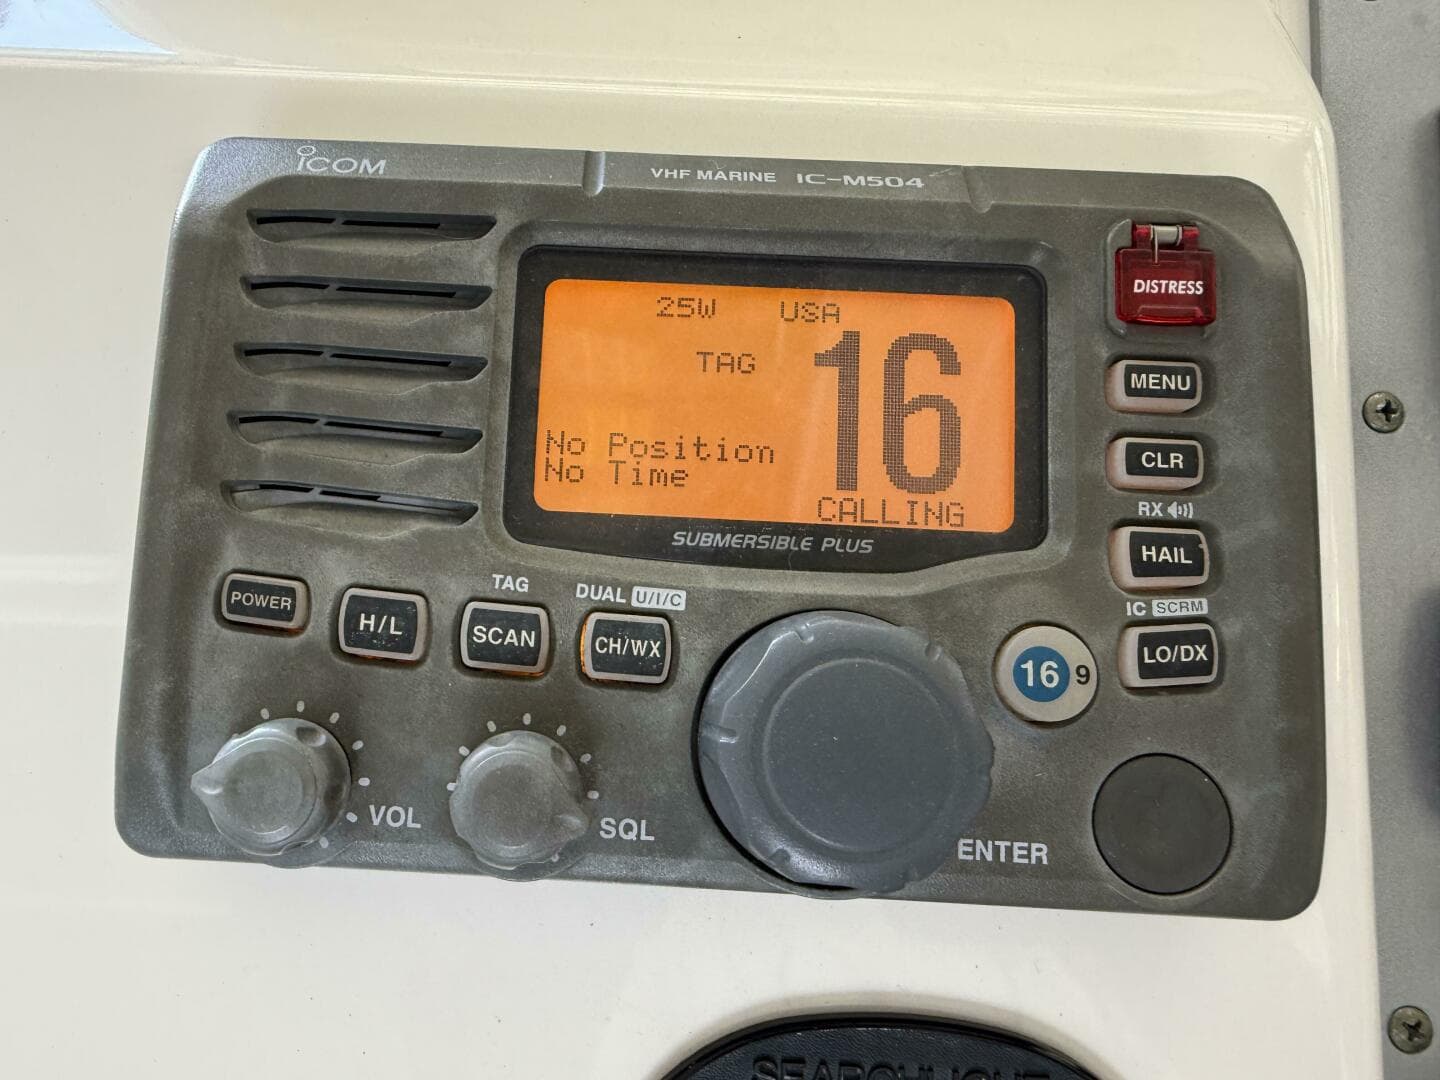 ICOM
VHF MARINE IC-M504
25W USA
TAG
16
No Position
No Time
CALLING
SUBMERSIBLE PLUS
DISTRESS
MENU
CLR
RX
HAIL
IC SCRM
LO/DX
POWER
H/L
TAG
SCAN
DUAL U/I/C
CH/WX
16 9
VOL
SQL
ENTER
SEARCHLIGHT